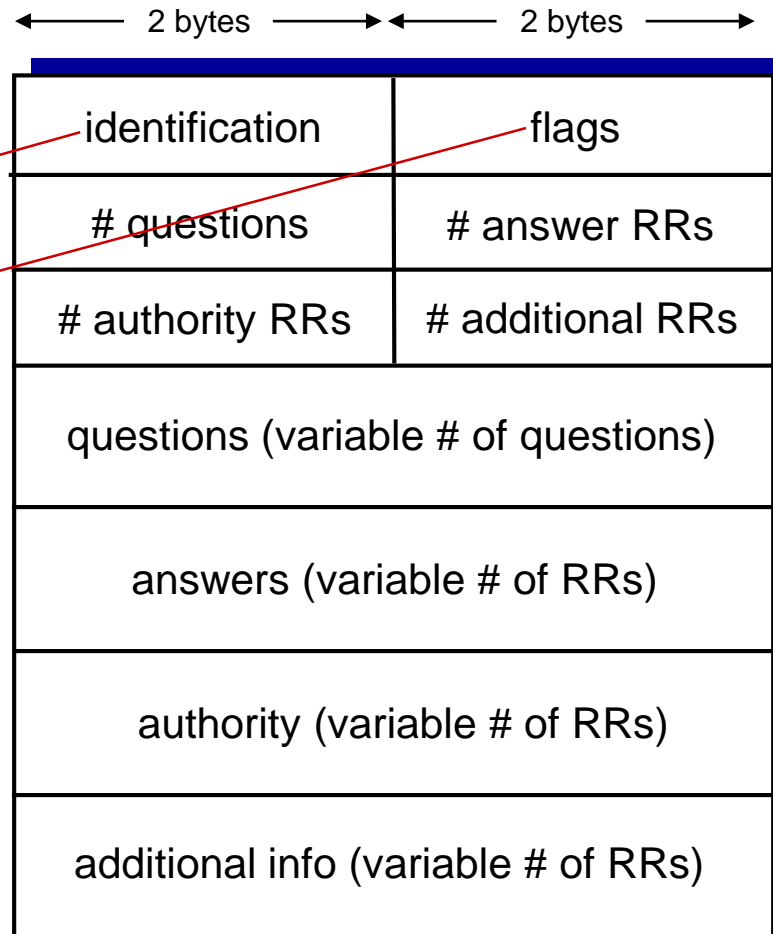 2 bytes 2 bytes
identification flags
# questions # answer RRs
# authority RRs # additional RRs
questions (variable # of questions)
answers (variable # of RRs)
authority (variable # of RRs)
additional info (variable # of RRs)